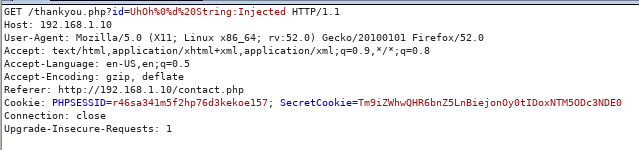 GET /thankyou.php?id=UhOh%0%d%20String:Injected HTTP/1.1
Host: 192.168.1.10
User-Agent: Mozilla/5.0 (X11; Linux x86_64; rv:52.0) Gecko/20100101 Firefox/52.0
Accept: text/html,application/xhtml+xml,application/xml;q=0.9,*/*;q=0.8
Accept-Language: en-US,en;q=0.5
Accept-Encoding: gzip, deflate
Referer: http://192.168.1.10/contact.php
Cookie: PHPSESSID=r46sa341m5f2hp76d3kekoe157; SecretCookie=Tm9iZWhwQHR6bnZ5LnBiejonOy0tIDoxNTM5ODc3NDE0
Connection: close
Upgrade-Insecure-Requests: 1